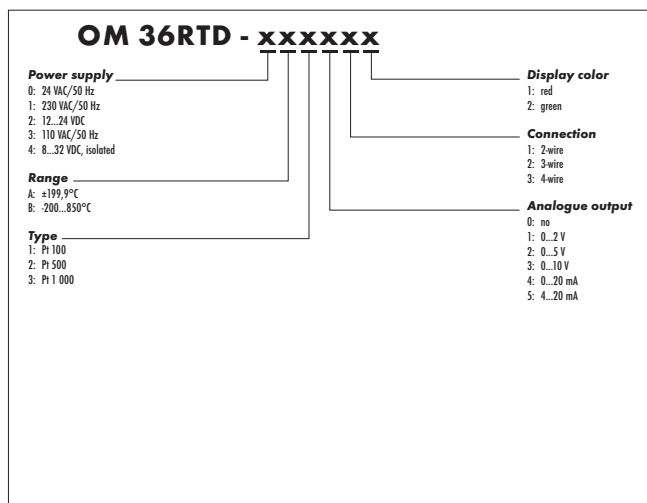 OM 36RTD - xxxxxx
Power supply
0: 24 VAC/50 Hz
1: 230 VAC/50 Hz
2: 12...24 VDC
3: 110 VAC/50 Hz
4: 8...32 VDC, isolated
Range
A: ±199,9°C
B: -200...850°C
Type
1: Pt 100
2: Pt 500
3: Pt 1 000
Display color
1: red
2: green
Connection
1: 2-wire
2: 3-wire
3: 4-wire
Analogue output
0: no
1: 0...2 V
2: 0...5 V
3: 0...10 V
4: 0...20 mA
5: 4...20 mA